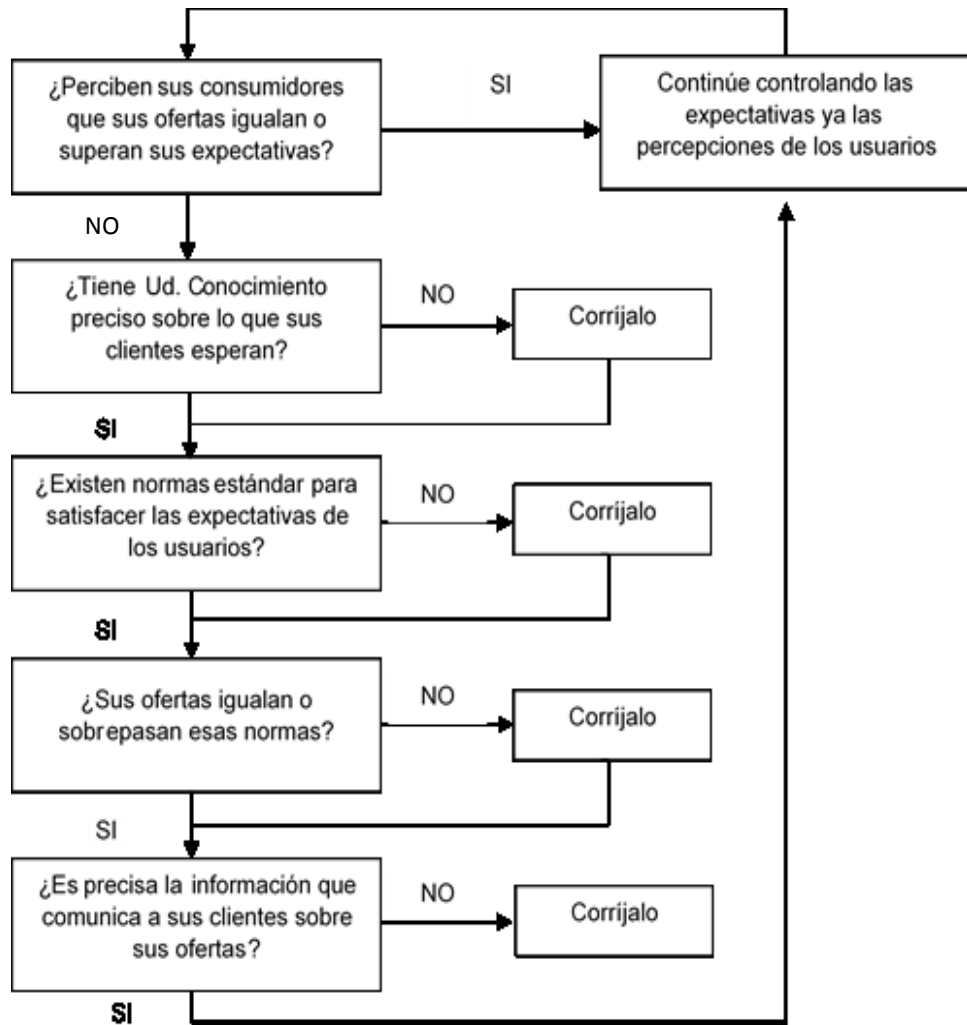 ¿Perciben sus consumidores
que sus ofertas igualan o
superan sus expectativas?
SI
Continúe controlando las
expectativas ya las
percepciones de los usuarios
NO
¿Tiene Ud. Conocimiento
preciso sobre lo que sus
clientes esperan?
NO
Corríjalo
SI
¿Existen normas estándar para
satisfacer las expectativas de
los usuarios?
NO
Corríjalo
SI
¿Sus ofertas igualan o
sobrepasan esas normas?
NO
Corríjalo
SI
¿Es precisa la información que
comunica a sus clientes sobre
sus ofertas?
NO
Corríjalo
SI